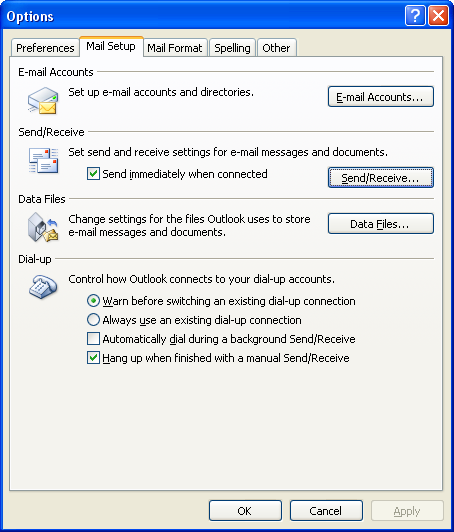 Options
Preferences Mail Setup Mail Format Spelling Other
E-mail Accounts
Set up e-mail accounts and directories.
E-mail Accounts...
Send/Receive
Set send and receive settings for e-mail messages and documents.
Send immediately when connected
Send/Receive...
Data Files
Change settings for the files Outlook uses to store
e-mail messages and documents.
Data Files...
Dial-up
Control how Outlook connects to your dial-up accounts.
Warn before switching an existing dial-up connection
Always use an existing dial-up connection
Automatically dial during a background Send/Receive
Hang up when finished with a manual Send/Receive
OK Cancel Apply